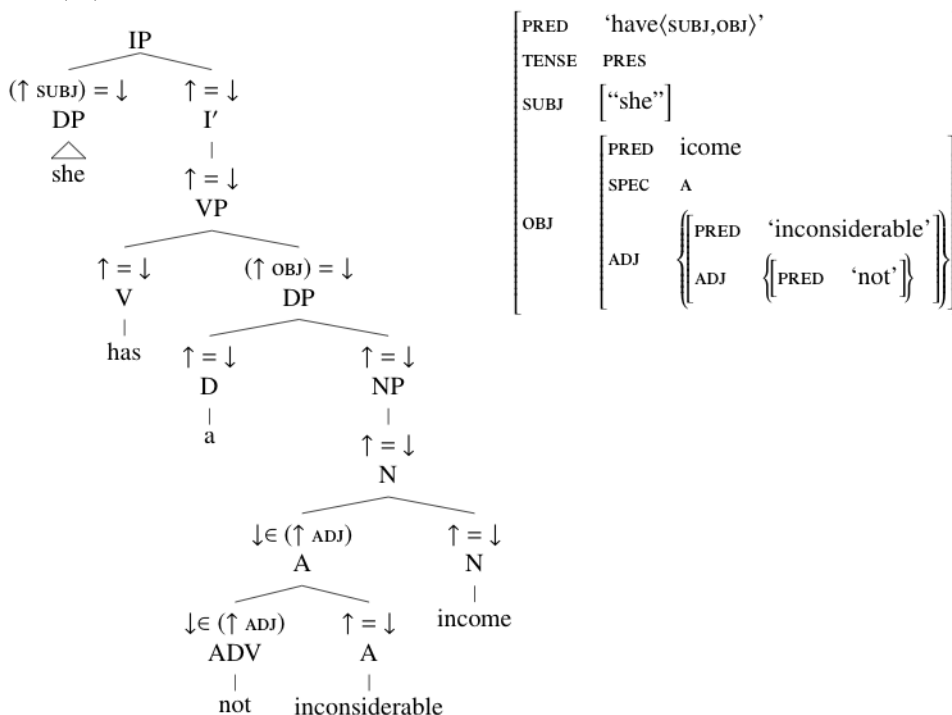 IP
(↑ SUBJ) = ↓ ↑ = ↓
DP I′
she
↑ = ↓
VP
↑ = ↓ (↑ OBJ) = ↓
V DP
has
↑ = ↓ ↑ = ↓
D NP
a
↑ = ↓
N
↓∈ (↑ ADJ) ↑ = ↓
A N
income
↓∈ (↑ ADJ) ↑ = ↓
ADV A
not inconsiderable
PRED ‘have⟨SUBJ,OBJ⟩’
TENSE PRES
SUBJ [“she”]
OBJ
PRED icome
SPEC A
ADJ
{[PRED ‘inconsiderable’
ADJ {[PRED ‘not’]}]}